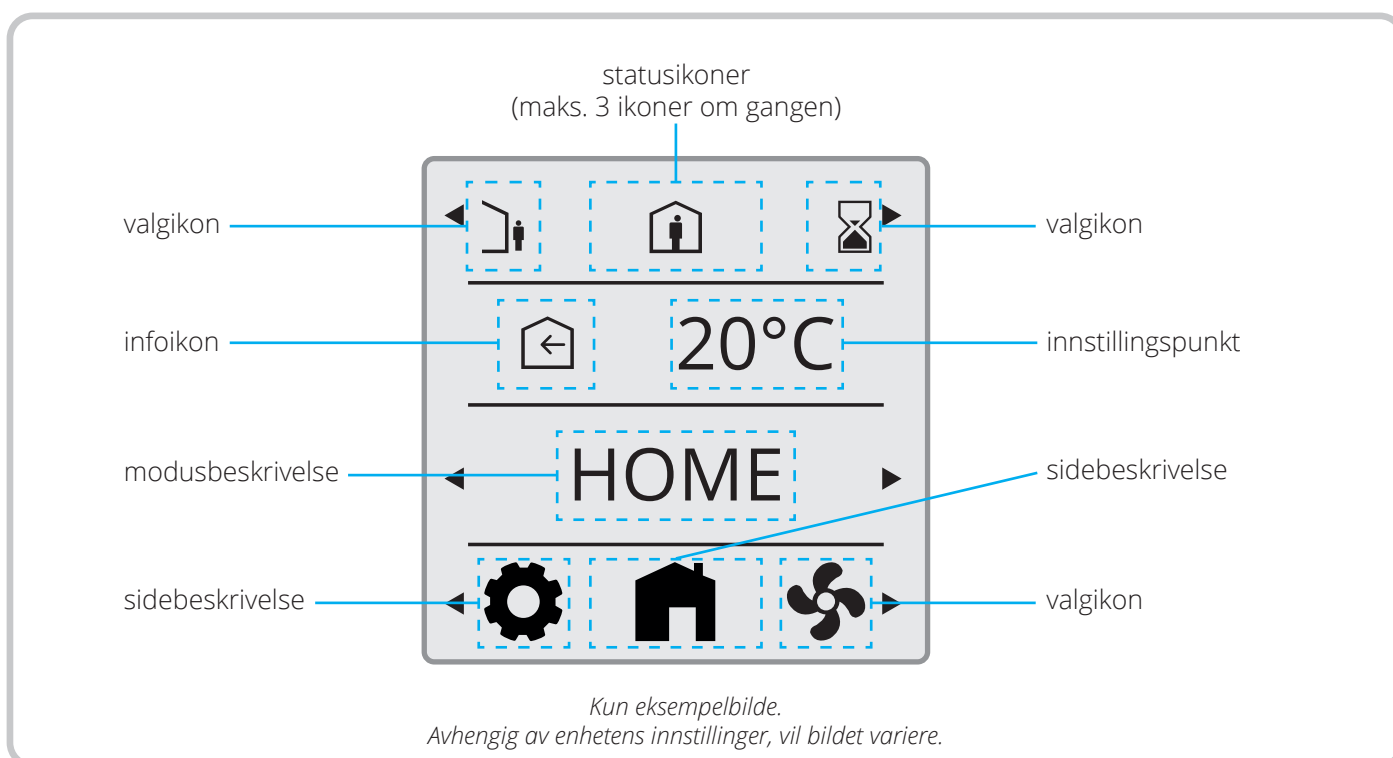 statusikoner
(maks. 3 ikoner om gangen)
valgikon
valgikon
infoikon
20°C
innstillingspunkt
modusbeskrivelse
HOME
sidebeskrivelse
sidebeskrivelse
valgikon
Kun eksempelbilde.
Avhengig av enhetens innstillinger, vil bildet variere.